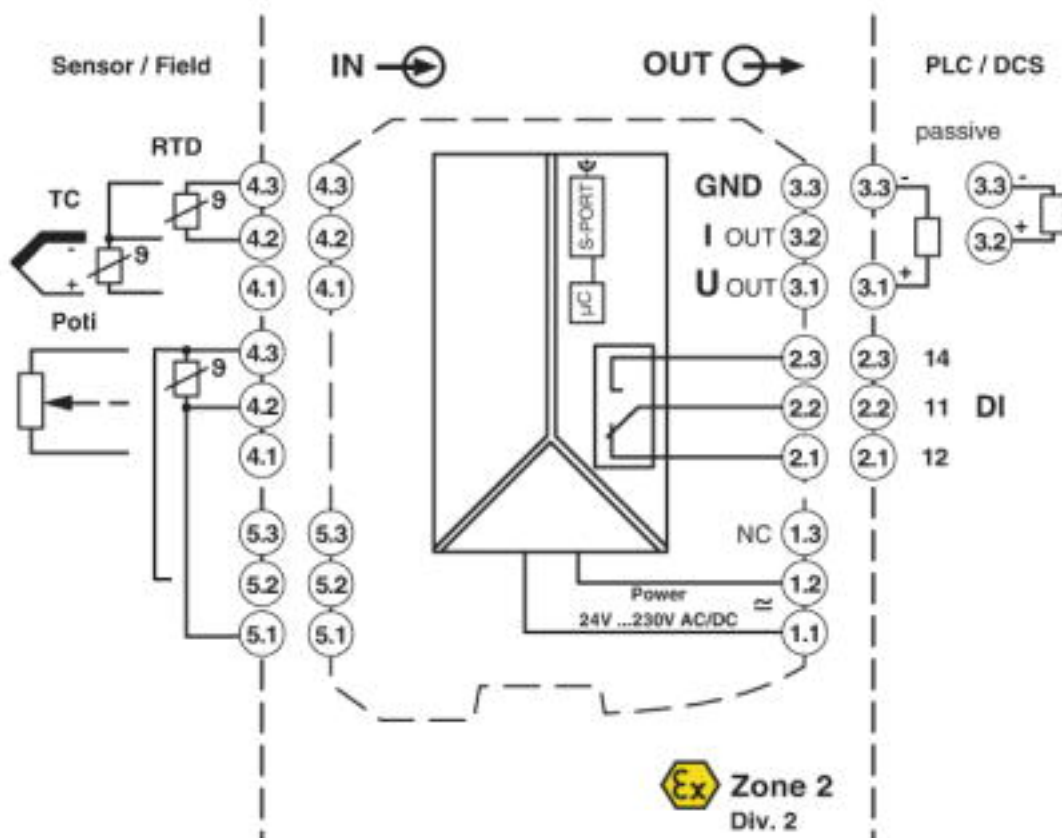 Sensor / Field
IN
OUT
PLC / DCS
passive
RTD
TC
ϑ
ϑ
-
+
4.3
4.2
4.1
4.3
4.2
4.1
S-PORT
µC
GND
I OUT
U OUT
3.3
3.2
3.1
3.3
3.1
-
+
3.3
3.2
-
+
Poti
ϑ
4.3
4.2
4.1
2.3
2.2
2.1
2.3
2.2
2.1
14
11
12
DI
5.3
5.2
5.1
5.3
5.2
5.1
NC
1.3
1.2
1.1
Power
≃
24V ...230V AC/DC
Ex
Zone 2
Div. 2